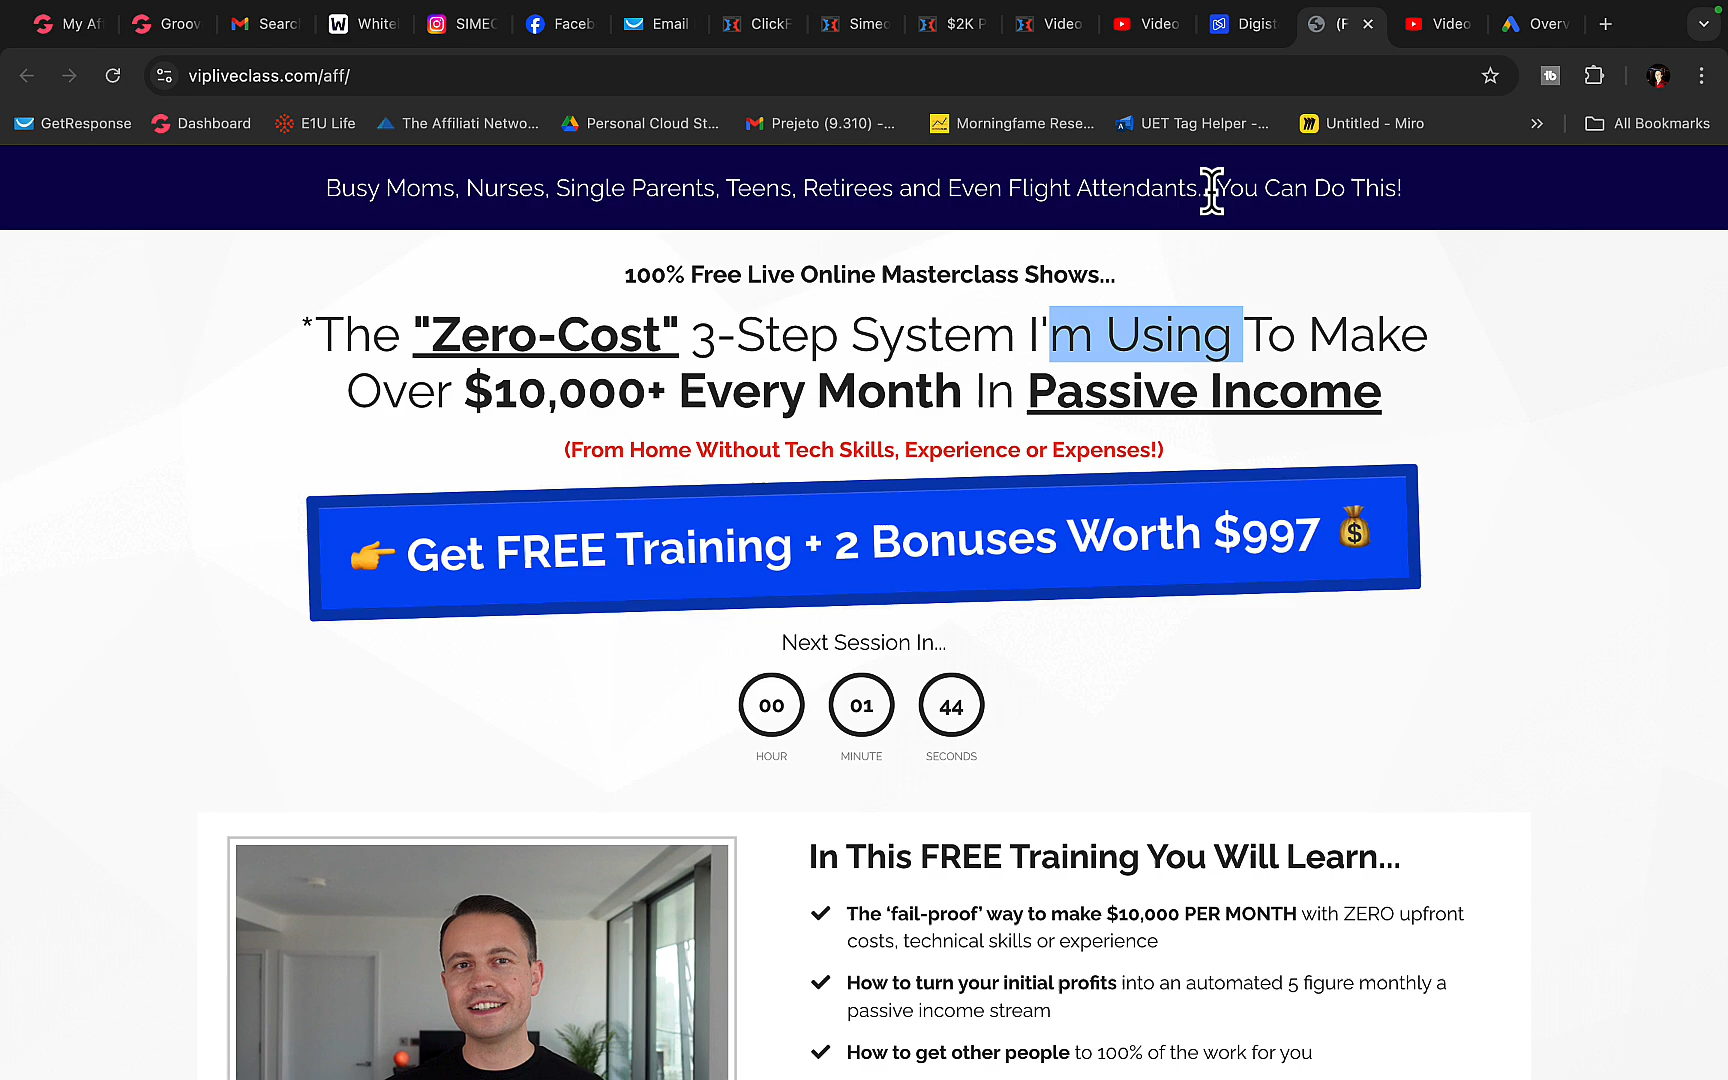 My Af
Groov
Searc
White
SIMEO
Faceb
Email
ClickF
Simeo
$2K P
Video
Video
Digist
(F
Video
Overv
vipliveclass.com/aff/
GetResponse
Dashboard
E1U Life
The Affiliati Netwo...
Personal Cloud St...
Prejeto (9.310) -...
Morningfame Rese...
UET Tag Helper -...
Untitled - Miro
All Bookmarks
Busy Moms, Nurses, Single Parents, Teens, Retirees and Even Flight Attendants... You Can Do This!
100% Free Live Online Masterclass Shows...
*The "Zero-Cost" 3-Step System I'm Using To Make
Over $10,000+ Every Month In Passive Income
(From Home Without Tech Skills, Experience or Expenses!)
👉 Get FREE Training + 2 Bonuses Worth $997 💰
Next Session In...
00 01 44
HOUR MINUTE SECONDS
In This FREE Training You Will Learn...
The ‘fail-proof’ way to make $10,000 PER MONTH with ZERO upfront
costs, technical skills or experience
How to turn your initial profits into an automated 5 figure monthly a
passive income stream
How to get other people to 100% of the work for you